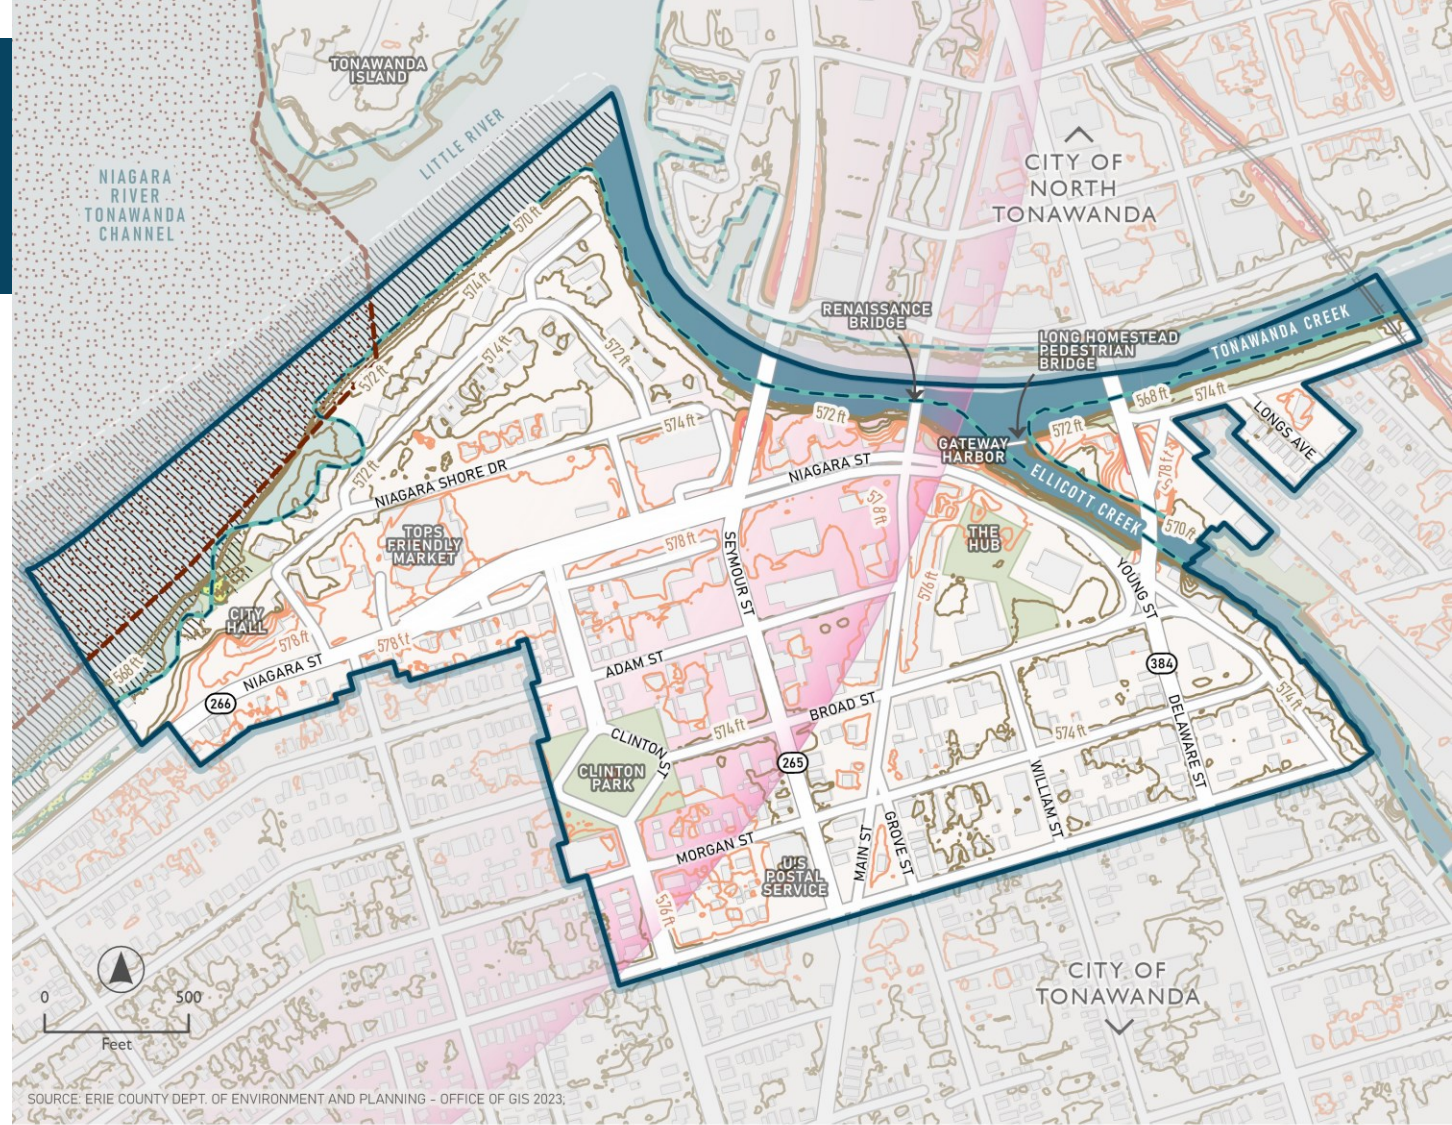 TONAWANDA
ISLAND
LITTLE RIVER
NIAGARA
RIVER
TONAWANDA
CHANNEL
CITY OF
NORTH
TONAWANDA
570 ft
574 ft
574 ft
572 ft
572 ft
RENAISSANCE
BRIDGE
LONG HOMESTEAD
PEDESTRIAN
BRIDGE
TONAWANDA CREEK
568 ft
574 ft
572 ft
572 ft
574 ft
LONGS AVE
GATEWAY
HARBOR
ELLICOTT CREEK
578 ft
570 ft
572 ft
NIAGARA SHORE DR
NIAGARA ST
578 ft
TOPS
FRIENDLY
MARKET
578 ft
SEYMOUR ST
THE
HUB
576 ft
YOUNG ST
CITY
HALL
578 ft
578 ft
568 ft
NIAGARA ST
266
ADAM ST
384
574 ft
BROAD ST
DELAWARE ST
CLINTON ST
574 ft
574 ft
CLINTON
PARK
265
WILLIAM ST
MORGAN ST
MAIN ST
GROVE ST
U.S
POSTAL
SERVICE
576 ft
CITY OF
TONAWANDA
0 500
Feet
SOURCE: ERIE COUNTY DEPT. OF ENVIRONMENT AND PLANNING - OFFICE OF GIS 2023;